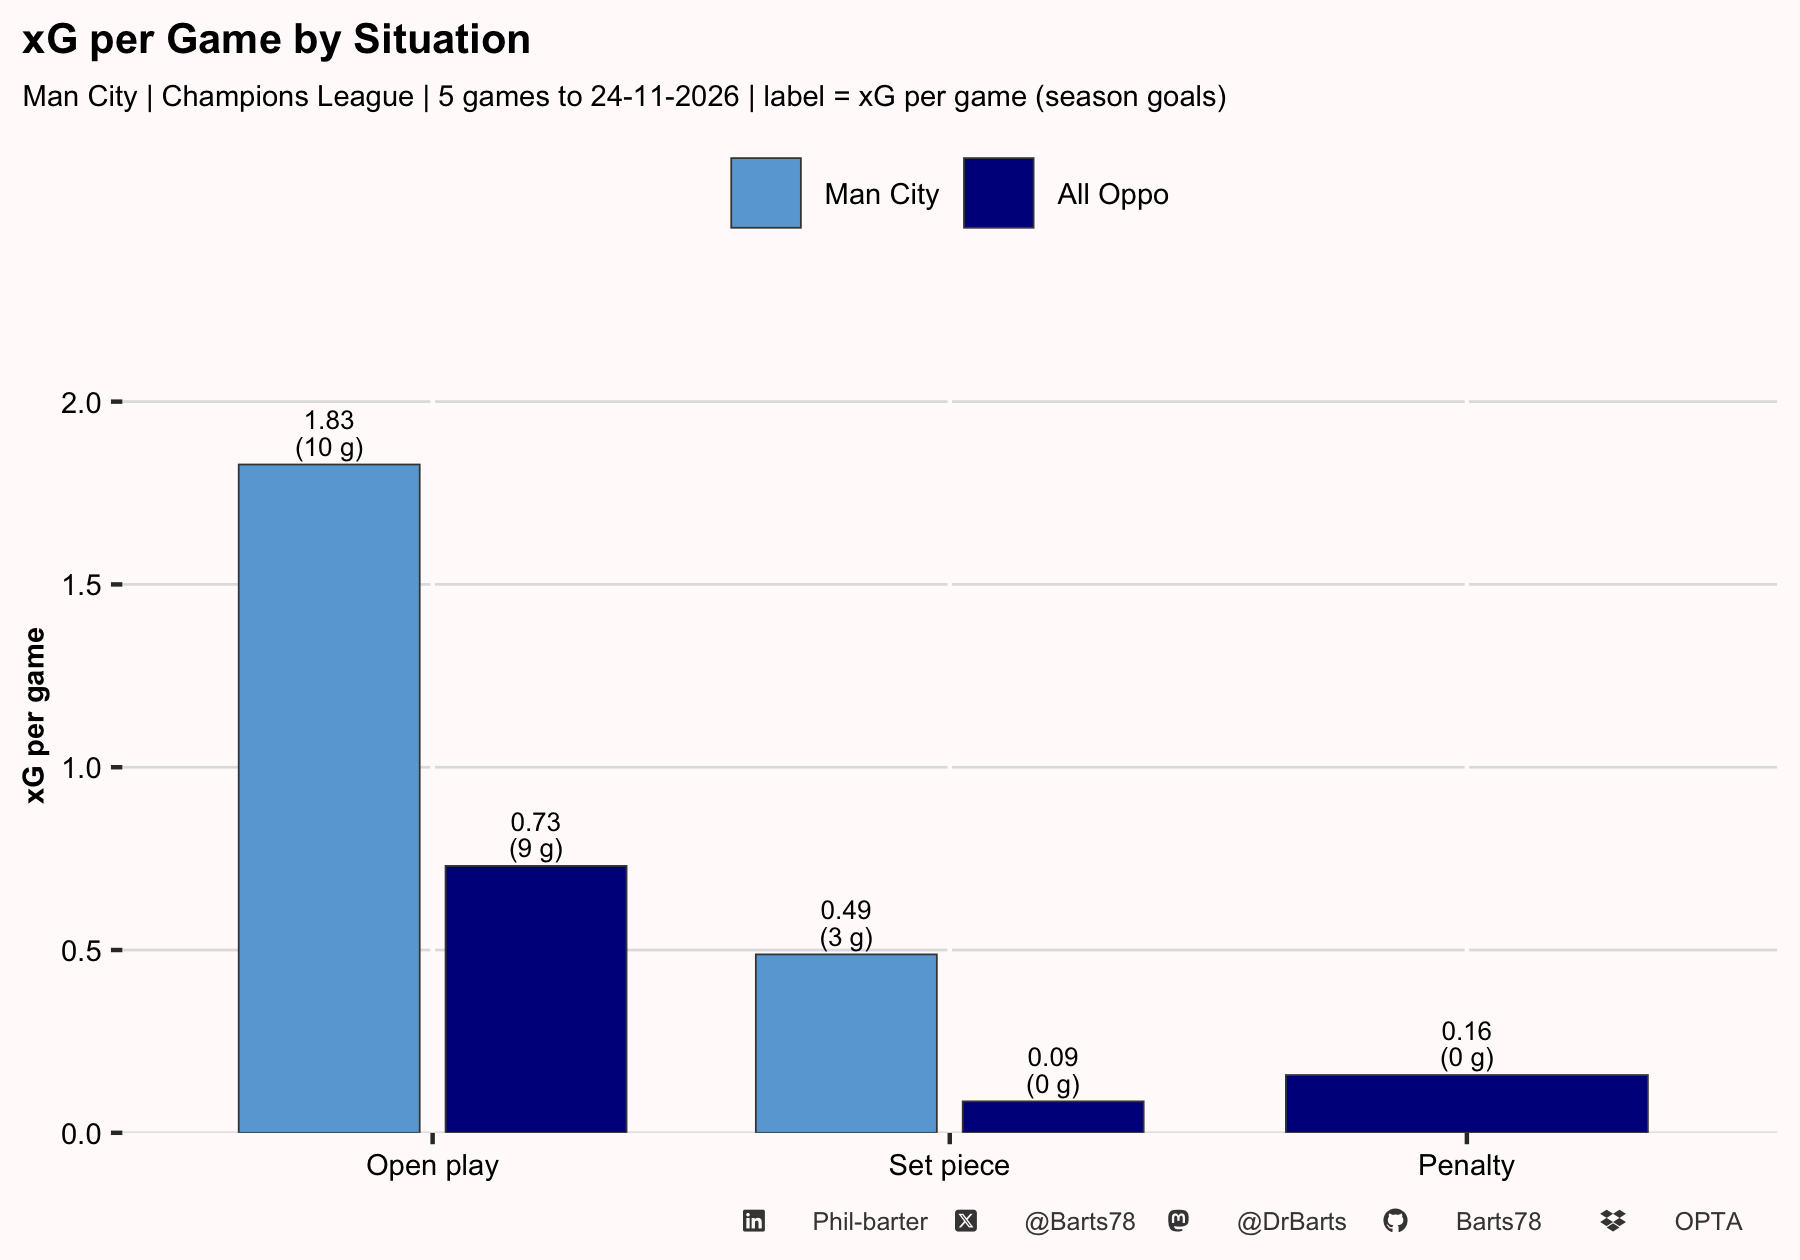 xG per Game by Situation
Man City | Champions League | 5 games to 24-11-2026 | label = xG per game (season goals)
Man City All Oppo
xG per game
2.0
1.5
1.0
0.5
0.0
1.83
(10 g)
0.73
(9 g)
0.49
(3 g)
0.09
(0 g)
0.16
(0 g)
Open play Set piece Penalty
Phil-barter @Barts78 @DrBarts Barts78 OPTA